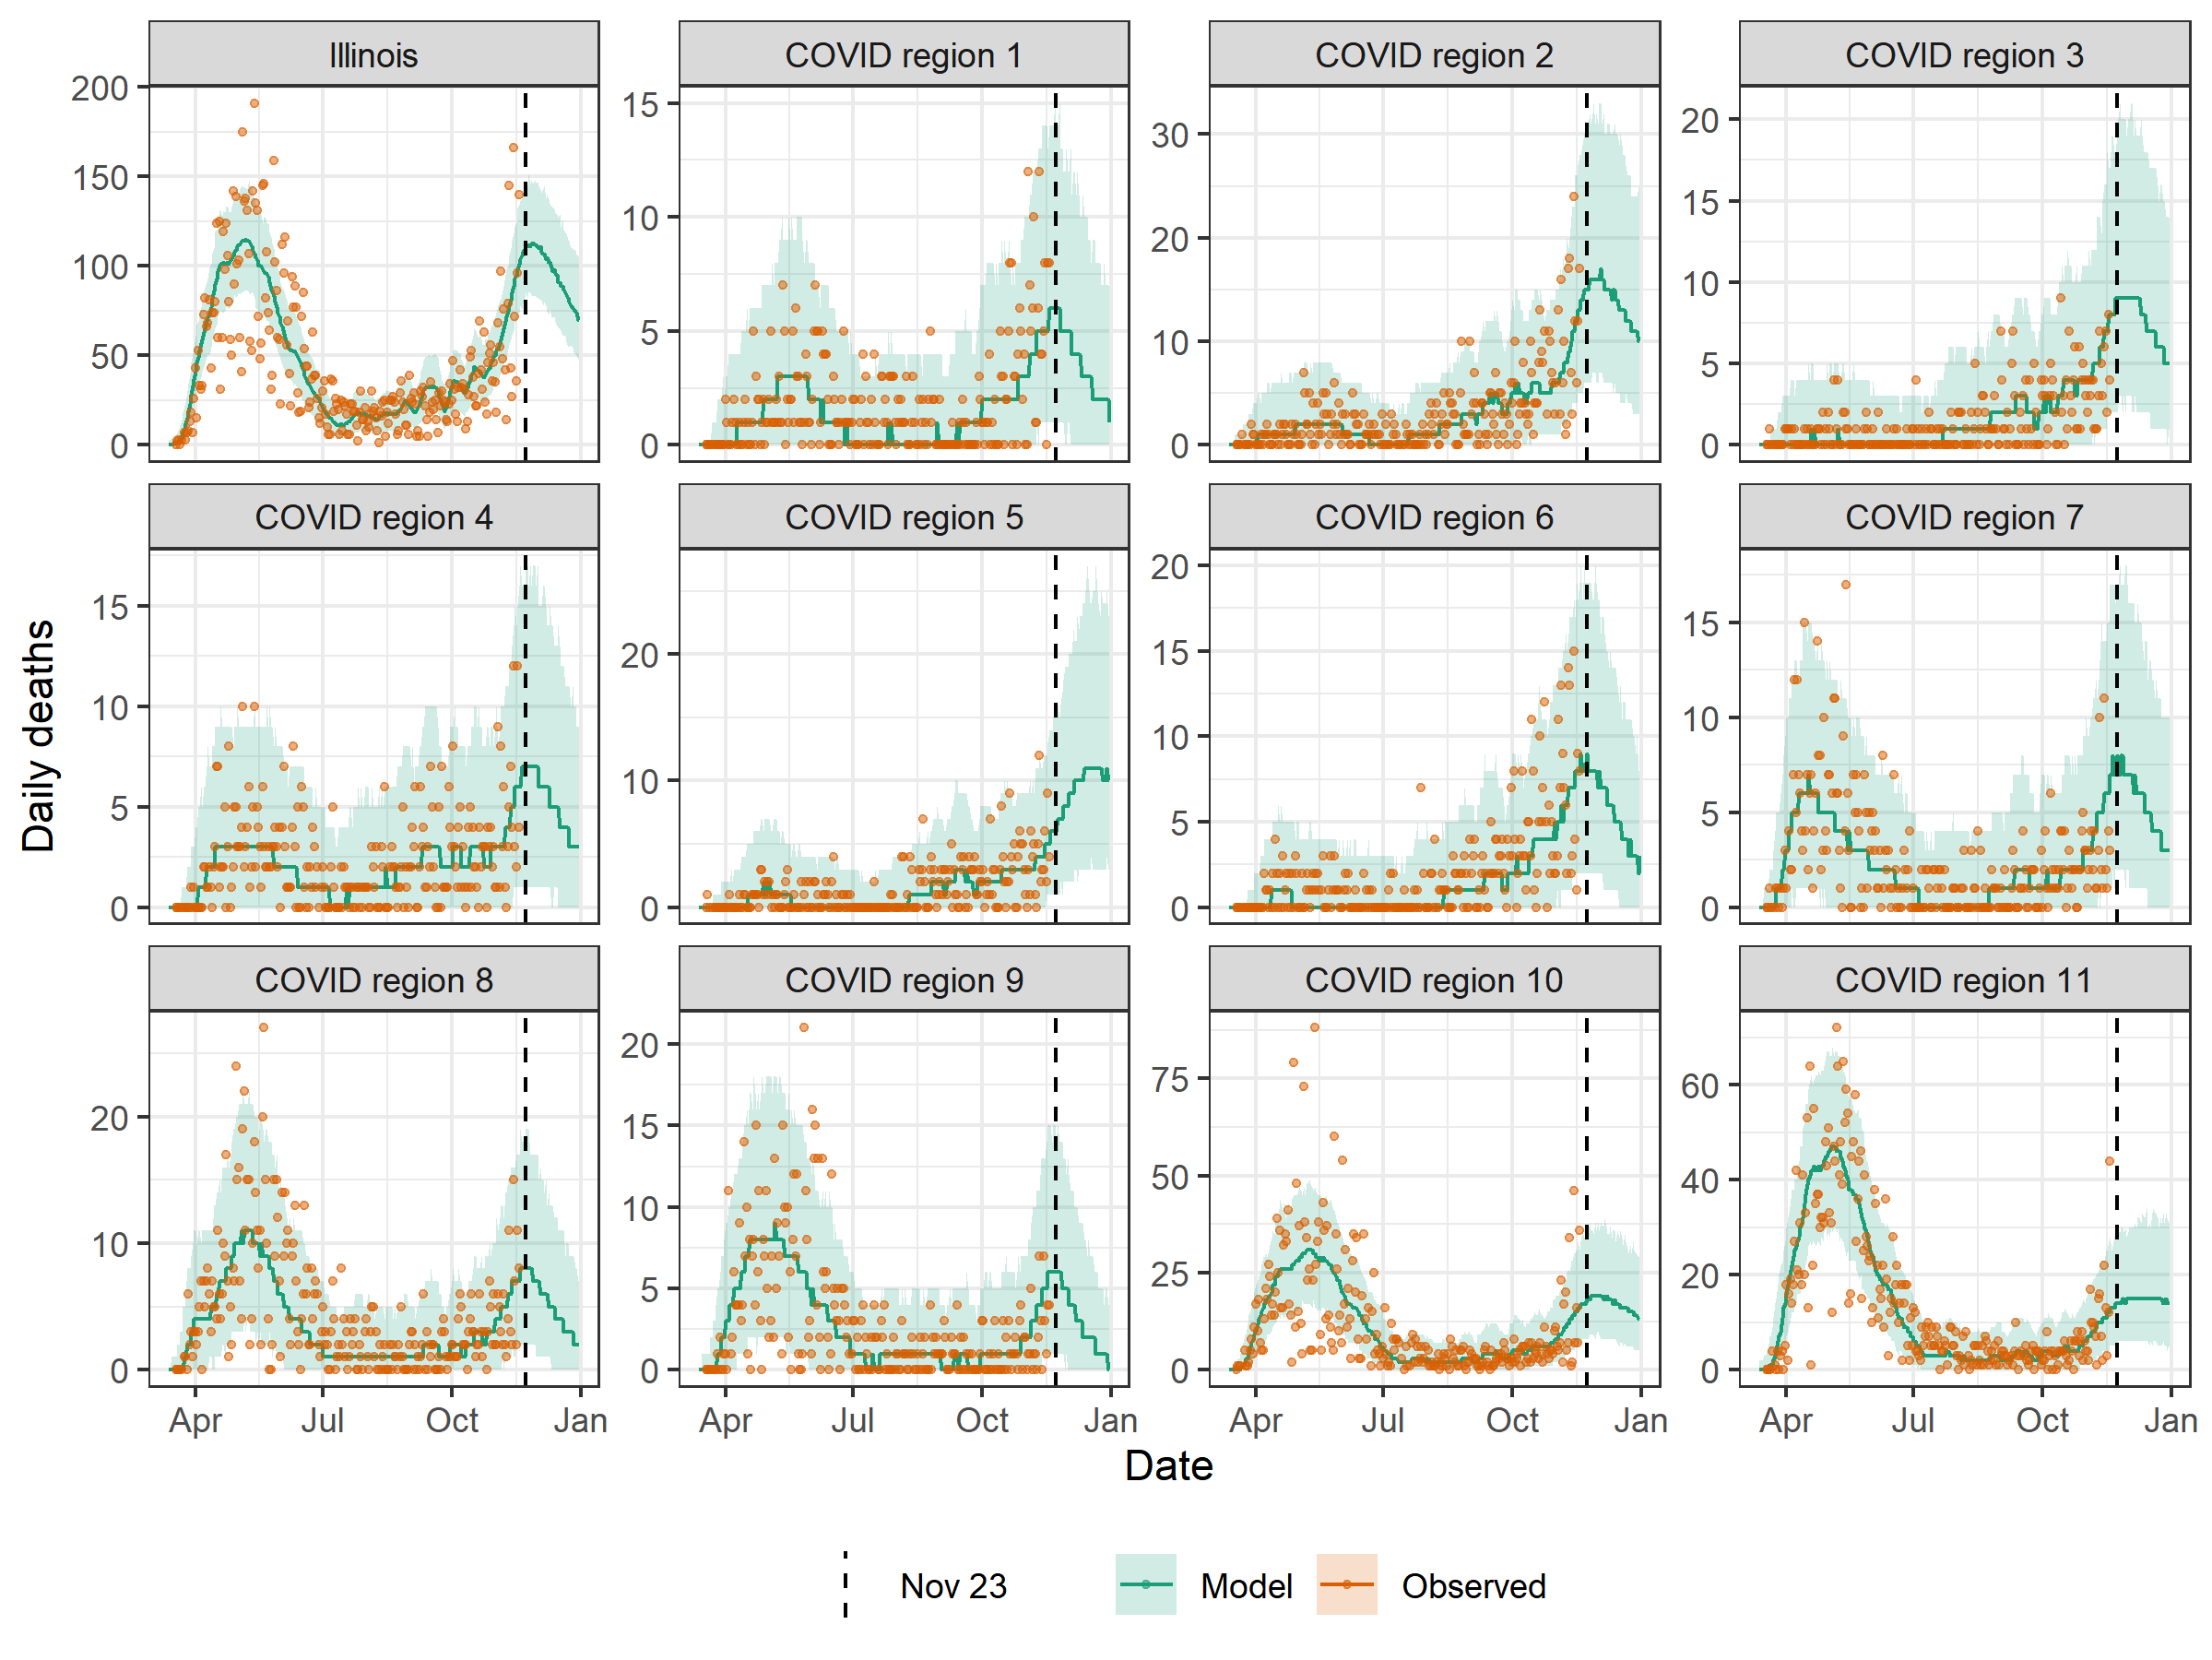 Illinois
COVID region 1
COVID region 2
COVID region 3
200
150
100
50
0
15
10
5
0
30
20
10
0
20
15
10
5
0
COVID region 4
COVID region 5
COVID region 6
COVID region 7
15
10
5
0
20
10
0
20
15
10
5
0
15
10
5
0
COVID region 8
COVID region 9
COVID region 10
COVID region 11
20
10
0
20
15
10
5
0
75
50
25
0
60
40
20
0
Apr Jul Oct Jan
Apr Jul Oct Jan
Apr Jul Oct Jan
Apr Jul Oct Jan
Daily deaths
Date
Nov 23 Model Observed